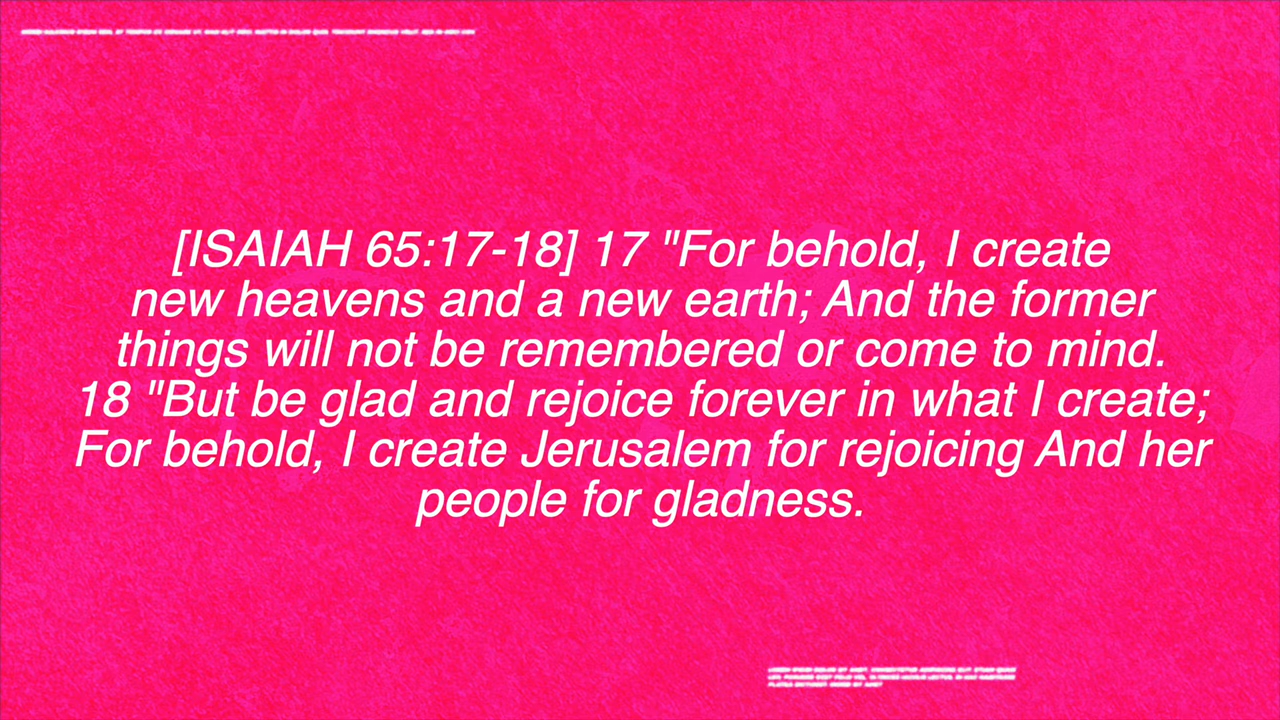 [ISAIAH 65:17-18] 17 "For behold, I create
new heavens and a new earth; And the former
things will not be remembered or come to mind.
18 "But be glad and rejoice forever in what I create;
For behold, I create Jerusalem for rejoicing And her
people for gladness.